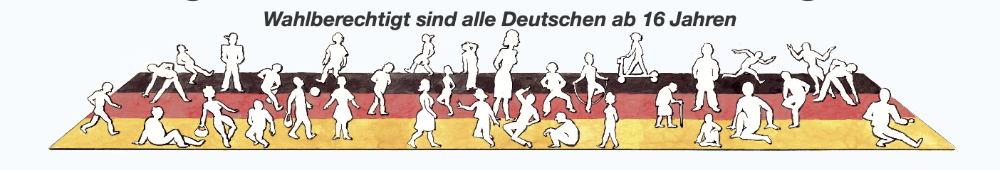 Wahlberechtigt sind alle Deutschen ab 16 Jahren